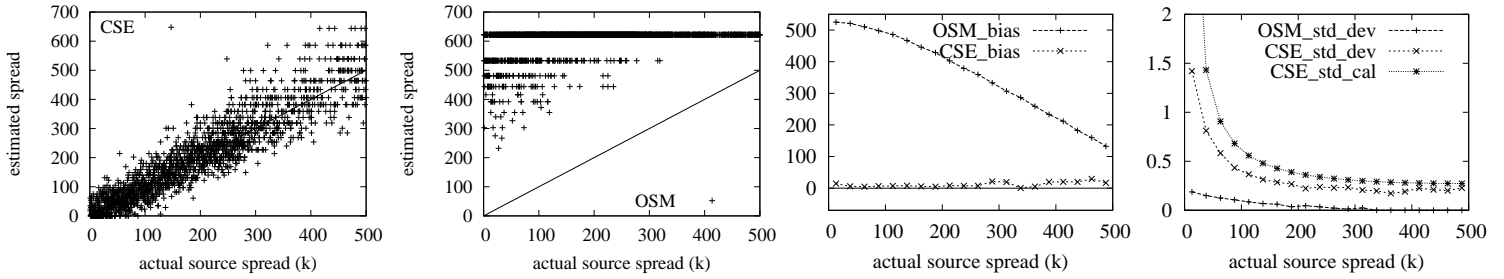 700
600
500
400
300
200
100
0
0 100 200 300 400 500
estimated spread
actual source spread (k)
CSE
700
600
500
400
300
200
100
0
0 100 200 300 400 500
estimated spread
actual source spread (k)
OSM
500
400
300
200
100
0
0 100 200 300 400 500
actual source spread (k)
OSM_bias
CSE_bias
2
1.5
1
0.5
0
0 100 200 300 400 500
actual source spread (k)
OSM_std_dev
CSE_std_dev
CSE_std_cal